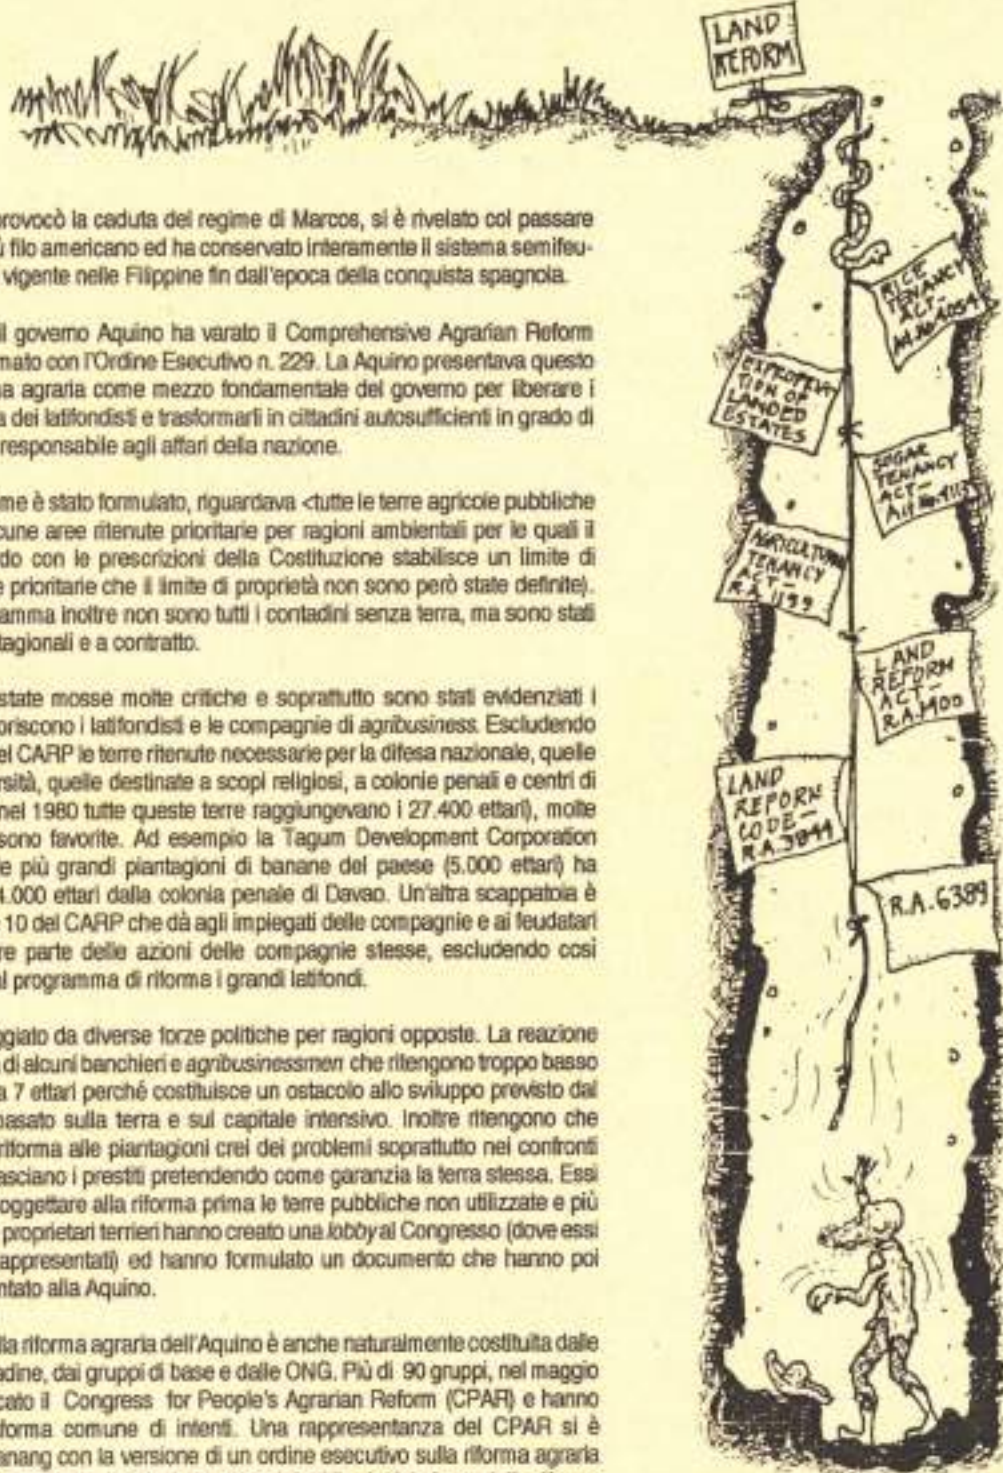 LAND
REFORM
provocò la caduta del regime di Marcos, si è rivelato col passare
ù filo americano ed ha conservato interamente il sistema semifeu-
vigente nelle Filippine fin dall'epoca della conquista spagnola.
il governo Aquino ha varato il Comprehensive Agrarian Reform
mato con l'Ordine Esecutivo n. 229. La Aquino presentava questo
na agraria come mezzo fondamentale del governo per liberare i
a dei latifondisti e trasformarli in cittadini autosufficienti in grado di
responsabile agli affari della nazione.
me è stato formulato, riguardava <tutte le terre agricole pubbliche
cune aree ritenute prioritarie per ragioni ambientali per le quali il
do con le prescrizioni della Costituzione stabilisce un limite di
e prioritarie che il limite di proprietà non sono però state definite).
amma inoltre non sono tutti i contadini senza terra, ma sono stati
tagionali e a contratto.
state mosse molte critiche e soprattutto sono stati evidenziati i
oriscono i latifondisti e le compagnie di agribusiness. Escludendo
el CARP le terre ritenute necessarie per la difesa nazionale, quelle
rsità, quelle destinate a scopi religiosi, a colonie penali e centri di
nel 1980 tutte queste terre raggiungevano i 27.400 ettari), molte
sono favorite. Ad esempio la Tagum Development Corporation
e più grandi piantagioni di banane del paese (5.000 ettari) ha
4.000 ettari dalla colonia penale di Davao. Un'altra scappatoia è
10 del CARP che dà agli impiegati delle compagnie e ai feudatari
re parte delle azioni delle compagnie stesse, escludendo così
al programma di riforma i grandi latifondi.
ggiato da diverse forze politiche per ragioni opposte. La reazione
di alcuni banchieri e agribusinessmen che ritengono troppo basso
a 7 ettari perché costituisce un ostacolo allo sviluppo previsto dal
basato sulla terra e sul capitale intensivo. Inoltre ritengono che
riforma alle piantagioni crei dei problemi soprattutto nei confronti
asciano i prestiti pretendendo come garanzia la terra stessa. Essi
oggettare alla riforma prima le terre pubbliche non utilizzate e più
proprietari terrieri hanno creato una lobby al Congresso (dove essi
appresentati) ed hanno formulato un documento che hanno poi
ntato alla Aquino.
lla riforma agraria dell'Aquino è anche naturalmente costituita dalle
adine, dai gruppi di base e dalle ONG. Più di 90 gruppi, nel maggio
cato il Congress for People's Agrarian Reform (CPAR) e hanno
forma comune di intenti. Una rappresentanza del CPAR si è
anang con la versione di un ordine esecutivo sulla riforma agraria
RICE
TENANCY
ACT-
4054
TION OF
LANDED
ESTATES
SUGAR
TENANCY
ACT-
AGRICULTURA
TENANCY
ACT-
R.A. 1199
LAND
REFORM
ACT-
R.A. 1400
LAND
REFORM
CODE-
R.A. 3844
R.A. 6389